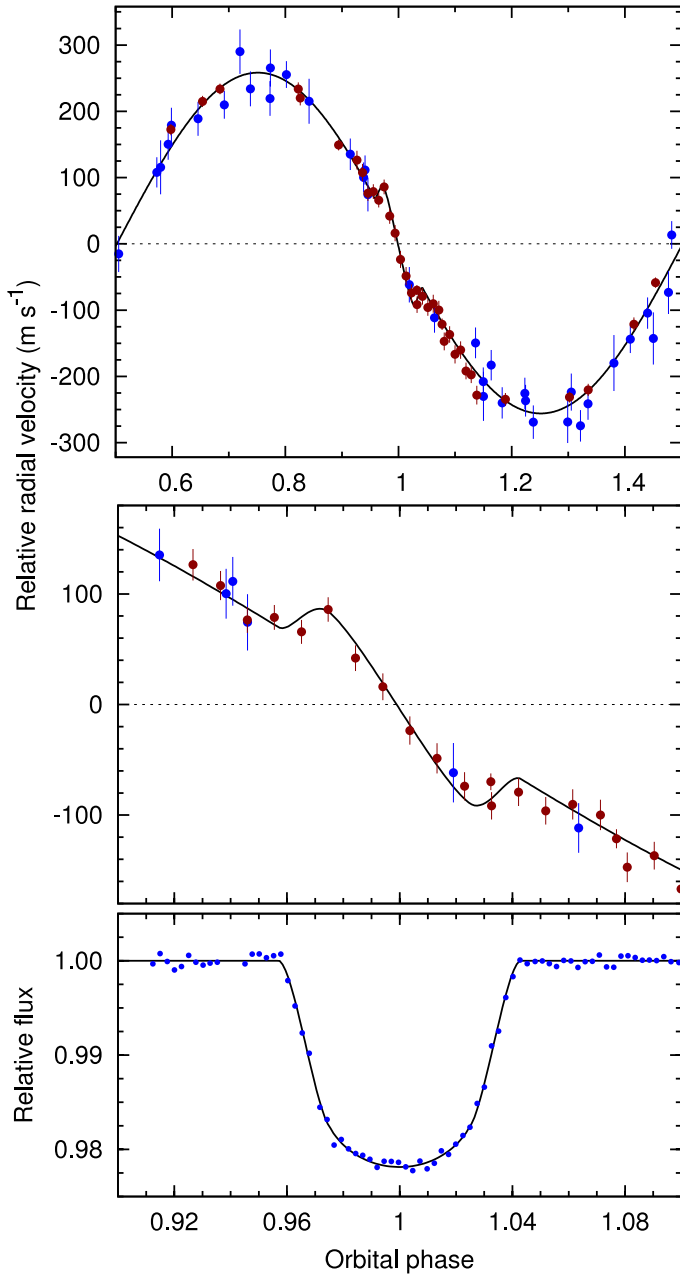 300
200
100
0
-100
-200
-300
0.6 0.8 1 1.2 1.4
Relative radial velocity (m s⁻¹)
100
0
-100
1.00
0.99
0.98
Relative flux
0.92 0.96 1 1.04 1.08
Orbital phase